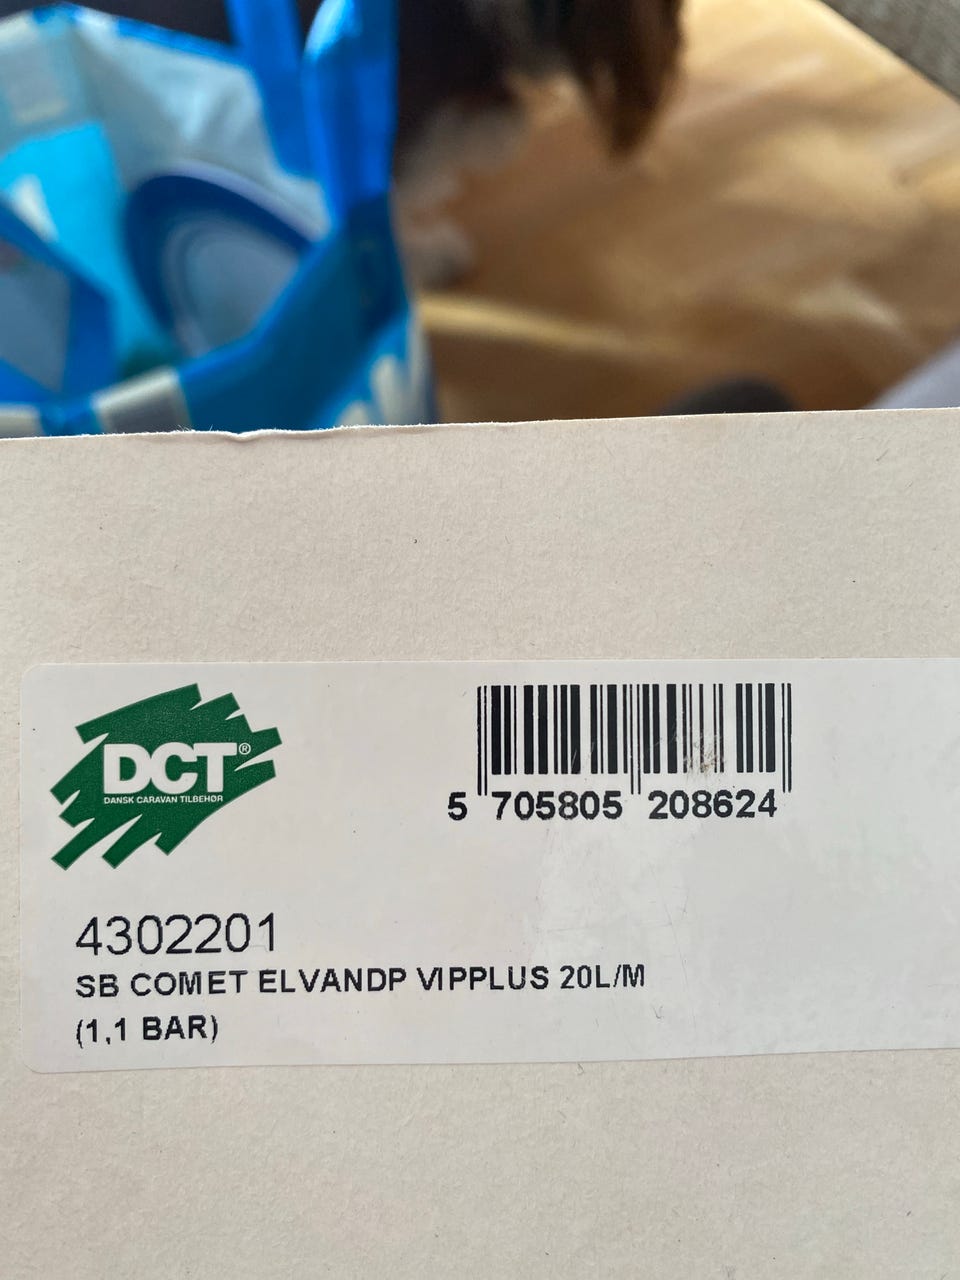 DCT®
DANSK CARAVAN TILBEHØR
5 705805 208624
4302201
SB COMET ELVANDP VIPPLUS 20L/M
(1,1 BAR)